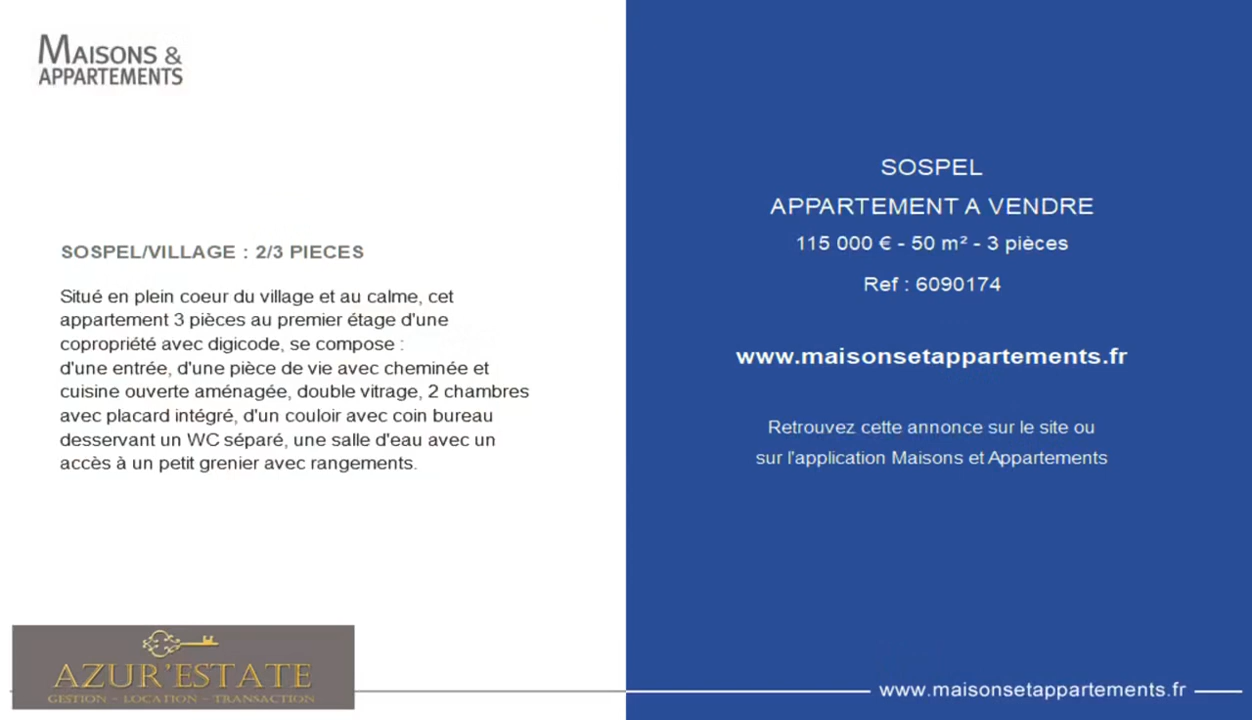 MAISONS &
APPARTEMENTS
SOSPEL/VILLAGE : 2/3 PIECES
Situé en plein coeur du village et au calme, cet
appartement 3 pièces au premier étage d'une
copropriété avec digicode, se compose :
d'une entrée, d'une pièce de vie avec cheminée et
cuisine ouverte aménagée, double vitrage, 2 chambres
avec placard intégré, d'un couloir avec coin bureau
desservant un WC séparé, une salle d'eau avec un
accès à un petit grenier avec rangements.
AZUR'ESTATE
GESTION - LOCATION - TRANSACTION
SOSPEL
APPARTEMENT A VENDRE
115 000 € - 50 m² - 3 pièces
Ref : 6090174
www.maisonsetappartements.fr
Retrouvez cette annonce sur le site ou
sur l'application Maisons et Appartements
www.maisonsetappartements.fr